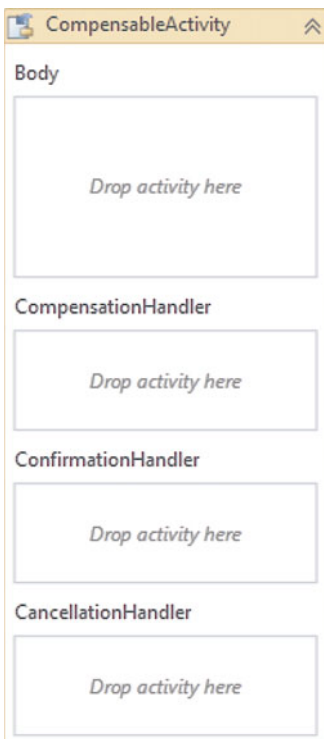 CompensableActivity
Body
Drop activity here
CompensationHandler
Drop activity here
ConfirmationHandler
Drop activity here
CancellationHandler
Drop activity here